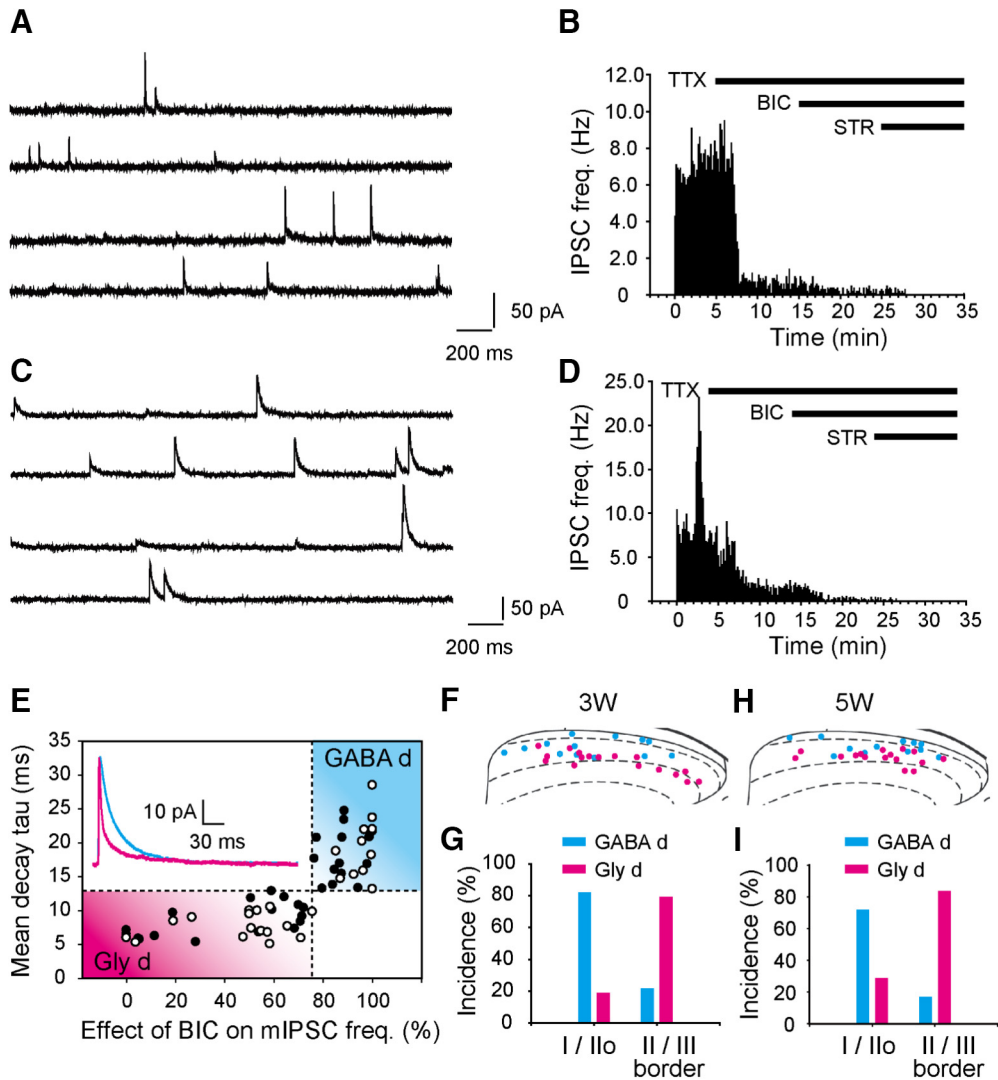 A
50 pA
200 ms
B
IPSC freq. (Hz)
12.0
10.0
8.0
6.0
4.0
2.0
0
TTX
BIC
STR
0 5 10 15 20 25 30 35
Time (min)
C
50 pA
200 ms
D
IPSC freq. (Hz)
25.0
20.0
15.0
10.0
5.0
0
TTX
BIC
STR
0 5 10 15 20 25 30 35
Time (min)
E
Mean decay tau (ms)
35
30
25
20
15
10
5
0
GABA d
10 pA
30 ms
Gly d
0 20 40 60 80 100
Effect of BIC on mIPSC freq. (%)
F
3W
G
GABA d
Gly d
Incidence (%)
100
80
60
40
20
0
I / IIo
II / III
border
H
5W
I
GABA d
Gly d
Incidence (%)
100
80
60
40
20
0
I / IIo
II / III
border